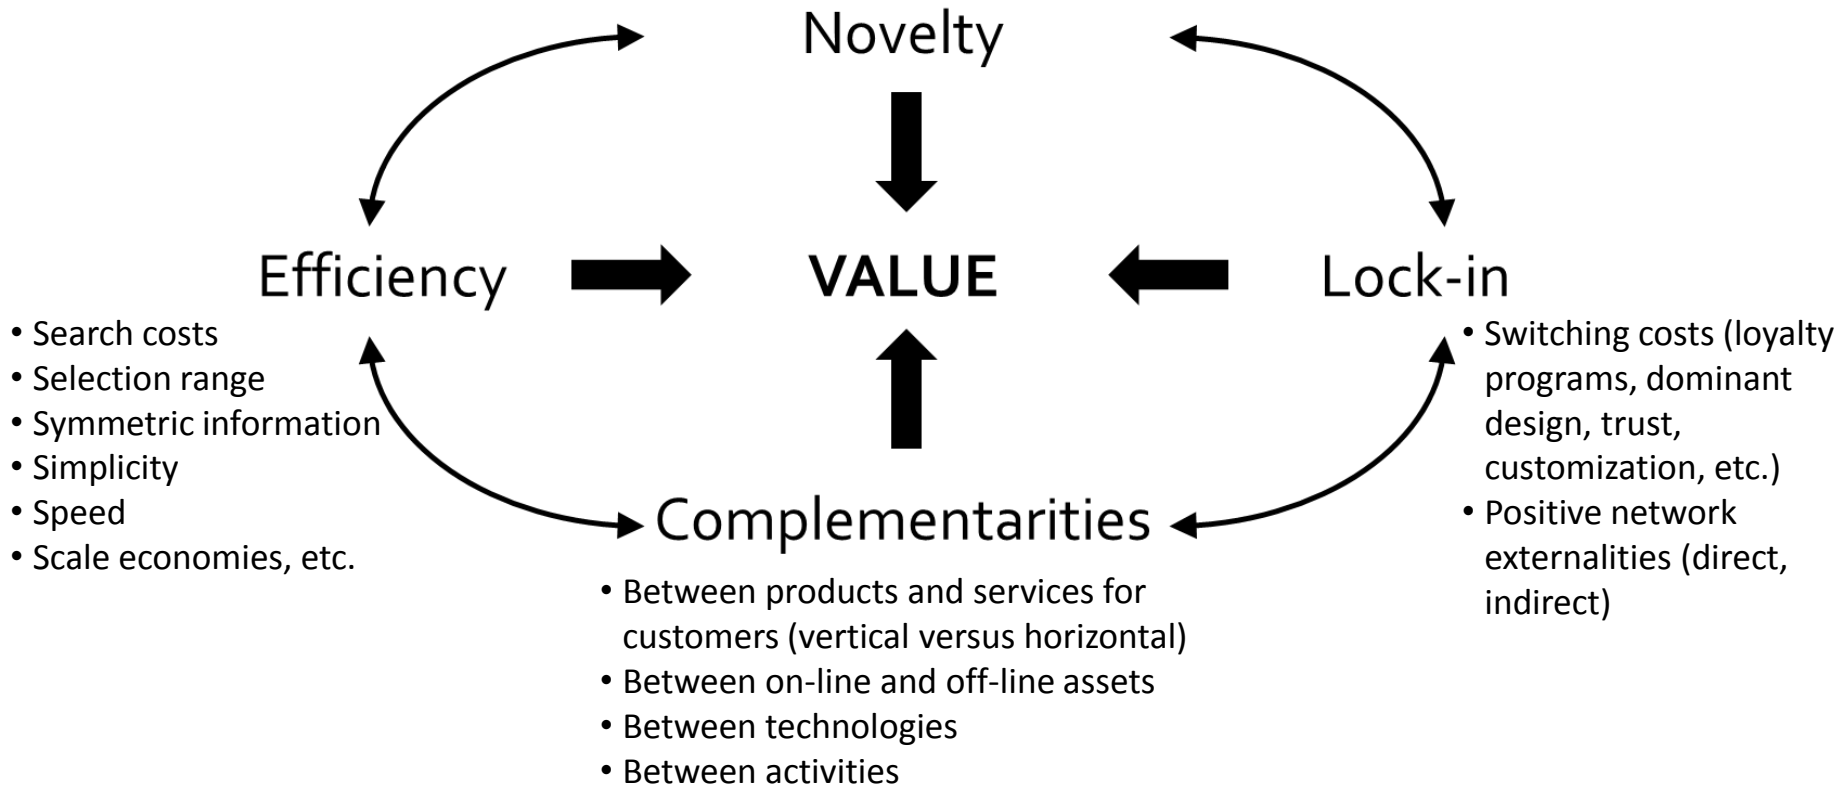 Novelty
Efficiency
VALUE
Lock-in
• Search costs
• Selection range
• Symmetric information
• Simplicity
• Speed
• Scale economies, etc.
• Switching costs (loyalty
programs, dominant
design, trust,
customization, etc.)
• Positive network
externalities (direct,
indirect)
Complementarities
• Between products and services for
customers (vertical versus horizontal)
• Between on-line and off-line assets
• Between technologies
• Between activities